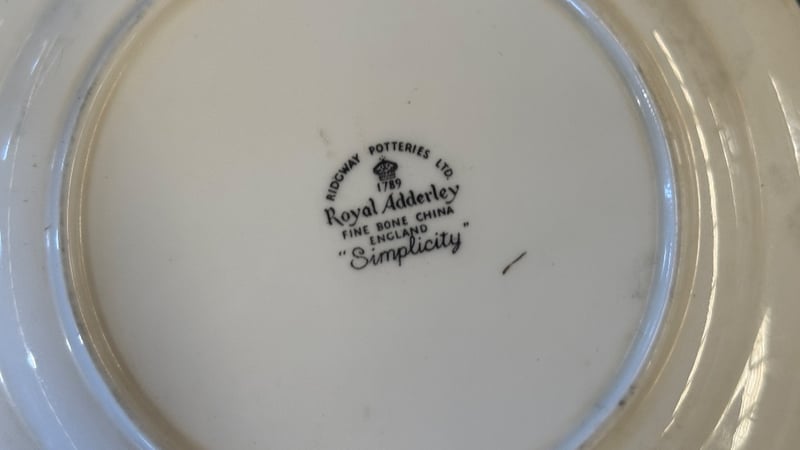 RIDGWAY POTTERIES LTD.
1789
Royal Adderley
FINE BONE CHINA
ENGLAND
"Simplicity"